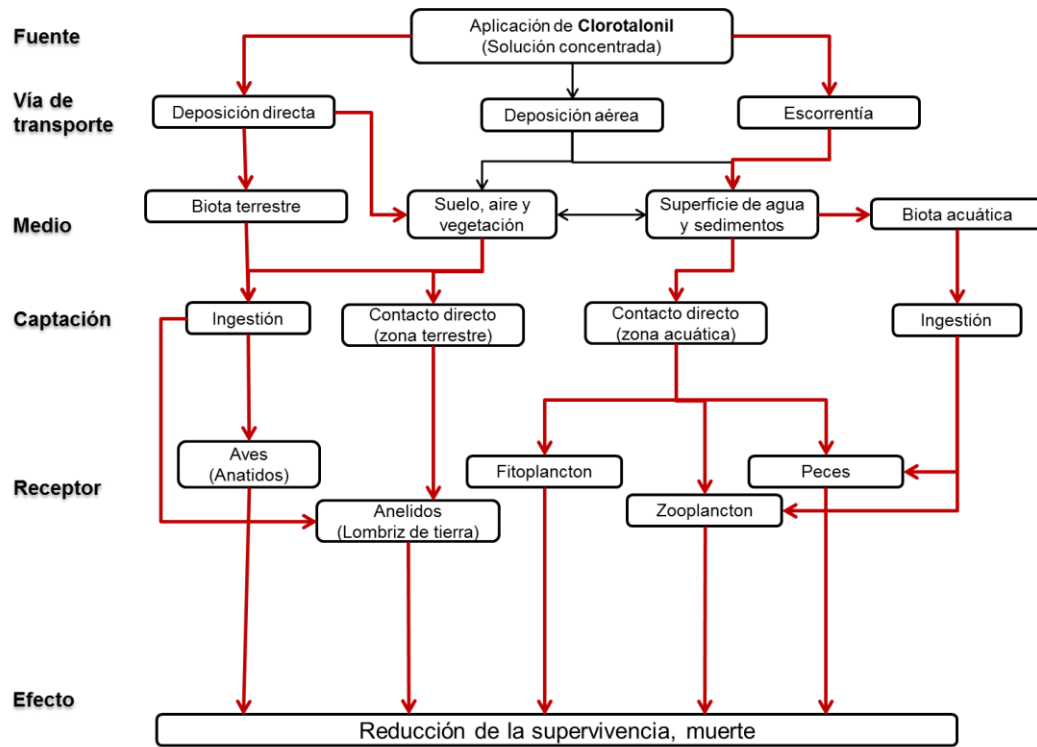 Fuente
Aplicación de Clorotalonil
(Solución concentrada)
Vía de
transporte
Deposición directa
Deposición aérea
Escorrentía
Medio
Biota terrestre
Suelo, aire y
vegetación
Superficie de agua
y sedimentos
Biota acuática
Captación
Ingestión
Contacto directo
(zona terrestre)
Contacto directo
(zona acuática)
Ingestión
Receptor
Aves
(Anatidos)
Anelidos
(Lombriz de tierra)
Fitoplancton
Zooplancton
Peces
Efecto
Reducción de la supervivencia, muerte